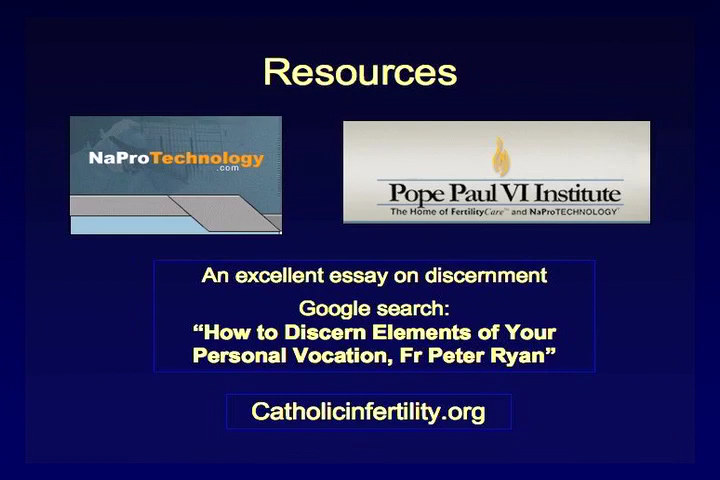 Resources
NaProTechnology
.com
Pope Paul VI Institute
The Home of FertilityCare™ and NaProTECHNOLOGY®
An excellent essay on discernment
Google search:
“How to Discern Elements of Your
Personal Vocation, Fr Peter Ryan”
Catholicinfertility.org